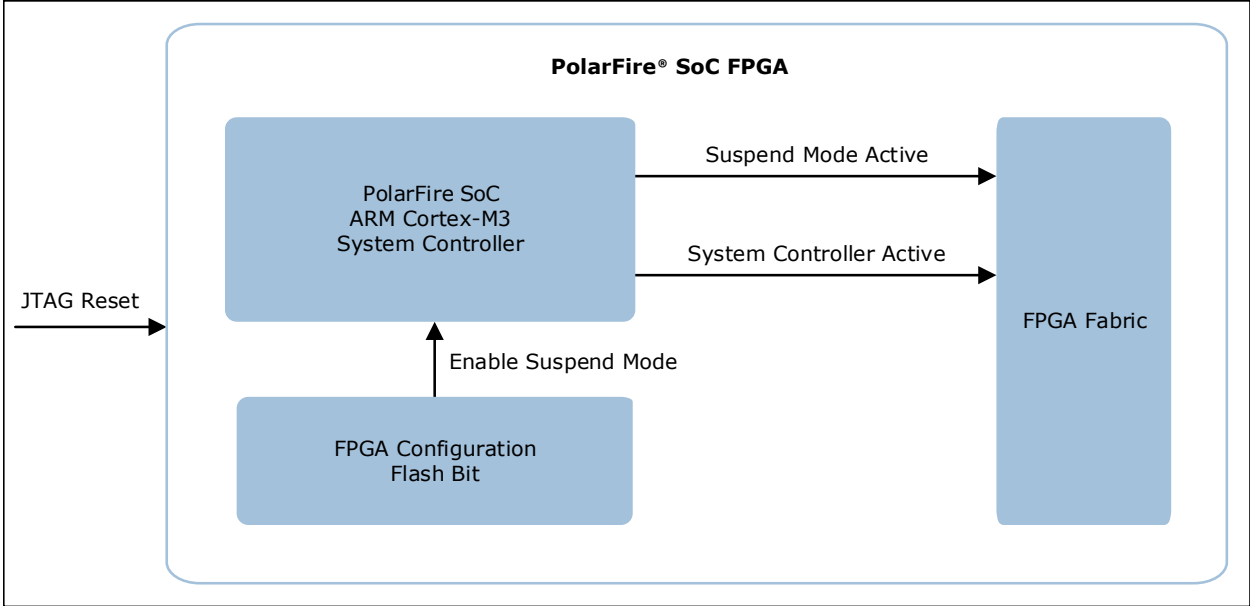 PolarFire® SoC FPGA
PolarFire SoC
ARM Cortex-M3
System Controller
Suspend Mode Active
System Controller Active
JTAG Reset
FPGA Fabric
Enable Suspend Mode
FPGA Configuration
Flash Bit